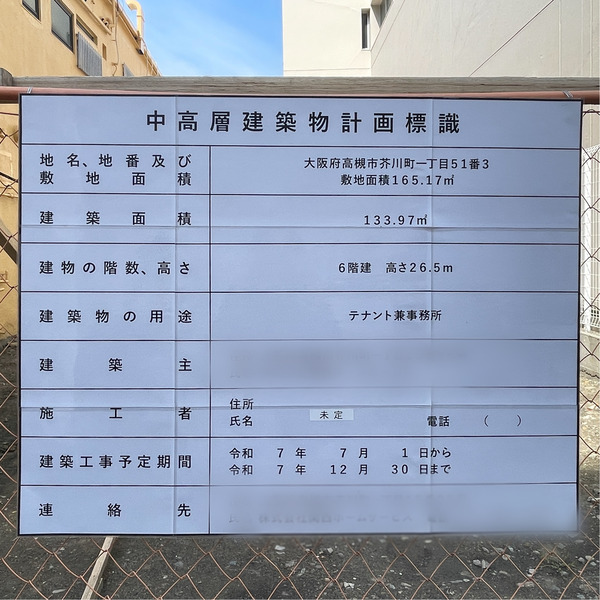 中高層建築物計画標識
地名、地番及び
敷地面積
大阪府高槻市芥川町一丁目51番3
敷地面積165.17㎡
建築面積
133.97㎡
建物の階数、高さ
6階建 高さ26.5m
建築物の用途
テナント兼事務所
建築主
施工者
住所
氏名 未定 電話 ( )
建築工事予定期間
令和 7 年 7 月 1 日から
令和 7 年 12 月 30 日まで
連絡先